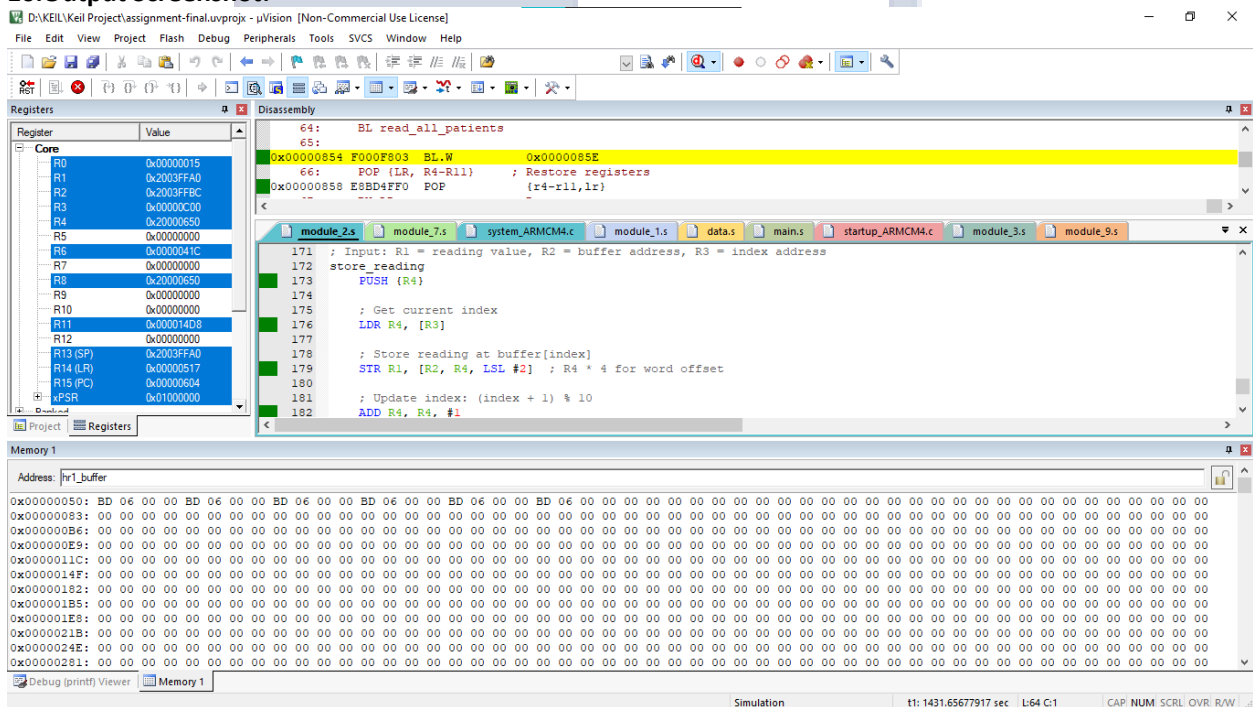 D:\KEIL\Keil Project\assignment-final.uvprojx - µVision [Non-Commercial Use License]
File Edit View Project Flash Debug Peripherals Tools SVCS Window Help
RST
Registers
Register Value
Core
R0 0x00000015
R1 0x2003FFA0
R2 0x2003FFBC
R3 0x00000C00
R4 0x20000650
R5 0x00000000
R6 0x0000041C
R7 0x00000000
R8 0x20000650
R9 0x00000000
R10 0x00000000
R11 0x000014D8
R12 0x00000000
R13 (SP) 0x2003FFA0
R14 (LR) 0x00000517
R15 (PC) 0x00000604
xPSR 0x01000000
Project Registers
Disassembly
64: BL read_all_patients
65:
0x00000854 F000F803 BL.W 0x0000085E
66: POP {LR, R4-R11} ; Restore registers
0x00000858 E8BD4FF0 POP {r4-r11,lr}
module_2.s module_7.s system_ARMCM4.c module_1.s data.s main.s startup_ARMCM4.c module_3.s module_9.s
171 ; Input: R1 = reading value, R2 = buffer address, R3 = index address
172 store_reading
173 PUSH {R4}
174
175 ; Get current index
176 LDR R4, [R3]
177
178 ; Store reading at buffer[index]
179 STR R1, [R2, R4, LSL #2] ; R4 * 4 for word offset
180
181 ; Update index: (index + 1) % 10
182 ADD R4, R4, #1
Memory 1
Address: hr1_buffer
0x00000050: BD 06 00 00 BD 06 00 00 BD 06 00 00 BD 06 00 00 BD 06 00 00 BD 06 00 00 00 00 00 00 00 00 00 00 00 00 00 00 00 00 00 00 00 00 00 00 00 00 00 00 00 00 00
0x00000083: 00 00 00 00 00 00 00 00 00 00 00 00 00 00 00 00 00 00 00 00 00 00 00 00 00 00 00 00 00 00 00 00 00 00 00 00 00 00 00 00 00 00 00 00 00 00 00 00 00 00 00
0x000000B6: 00 00 00 00 00 00 00 00 00 00 00 00 00 00 00 00 00 00 00 00 00 00 00 00 00 00 00 00 00 00 00 00 00 00 00 00 00 00 00 00 00 00 00 00 00 00 00 00 00 00 00
0x000000E9: 00 00 00 00 00 00 00 00 00 00 00 00 00 00 00 00 00 00 00 00 00 00 00 00 00 00 00 00 00 00 00 00 00 00 00 00 00 00 00 00 00 00 00 00 00 00 00 00 00 00 00
0x0000011C: 00 00 00 00 00 00 00 00 00 00 00 00 00 00 00 00 00 00 00 00 00 00 00 00 00 00 00 00 00 00 00 00 00 00 00 00 00 00 00 00 00 00 00 00 00 00 00 00 00 00 00
0x0000014F: 00 00 00 00 00 00 00 00 00 00 00 00 00 00 00 00 00 00 00 00 00 00 00 00 00 00 00 00 00 00 00 00 00 00 00 00 00 00 00 00 00 00 00 00 00 00 00 00 00 00 00
0x00000182: 00 00 00 00 00 00 00 00 00 00 00 00 00 00 00 00 00 00 00 00 00 00 00 00 00 00 00 00 00 00 00 00 00 00 00 00 00 00 00 00 00 00 00 00 00 00 00 00 00 00 00
0x000001B5: 00 00 00 00 00 00 00 00 00 00 00 00 00 00 00 00 00 00 00 00 00 00 00 00 00 00 00 00 00 00 00 00 00 00 00 00 00 00 00 00 00 00 00 00 00 00 00 00 00 00 00
0x000001E8: 00 00 00 00 00 00 00 00 00 00 00 00 00 00 00 00 00 00 00 00 00 00 00 00 00 00 00 00 00 00 00 00 00 00 00 00 00 00 00 00 00 00 00 00 00 00 00 00 00 00 00
0x0000021B: 00 00 00 00 00 00 00 00 00 00 00 00 00 00 00 00 00 00 00 00 00 00 00 00 00 00 00 00 00 00 00 00 00 00 00 00 00 00 00 00 00 00 00 00 00 00 00 00 00 00 00
0x0000024E: 00 00 00 00 00 00 00 00 00 00 00 00 00 00 00 00 00 00 00 00 00 00 00 00 00 00 00 00 00 00 00 00 00 00 00 00 00 00 00 00 00 00 00 00 00 00 00 00 00 00 00
0x00000281: 00 00 00 00 00 00 00 00 00 00 00 00 00 00 00 00 00 00 00 00 00 00 00 00 00 00 00 00 00 00 00 00 00 00 00 00 00 00 00 00 00 00 00 00 00 00 00 00 00 00 00
Debug (printf) Viewer Memory 1
Simulation t1: 1431.65677917 sec L:64 C:1 CAP NUM SCRL OVR R/W